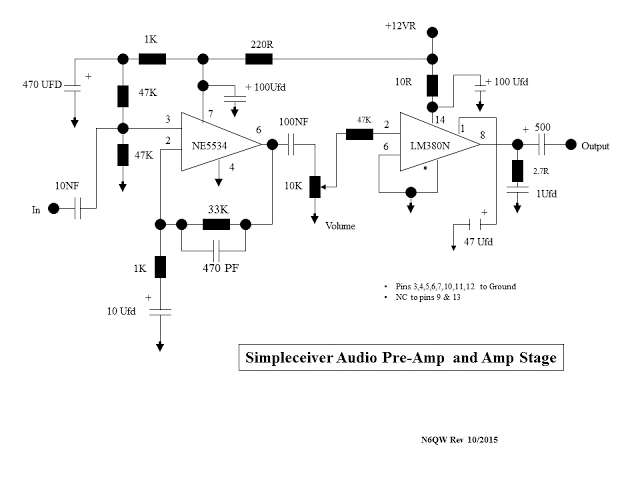 +12VR
1K
220R
470 UFD
+
47K
+ 100Ufd
10R
+ 100 Ufd
7
14
3
100NF
47K
2
1
6
8
+
500
NE5534
LM380N
Output
47K
2
4
6
*
2.7R
10NF
10K
1Ufd
In
33K
Volume
+
47 Ufd
1K
470 PF
+
10 Ufd
• Pins 3,4,5,6,7,10,11,12 to Ground
• NC to pins 9 & 13
Simpleceiver Audio Pre-Amp and Amp Stage
N6QW Rev 10/2015